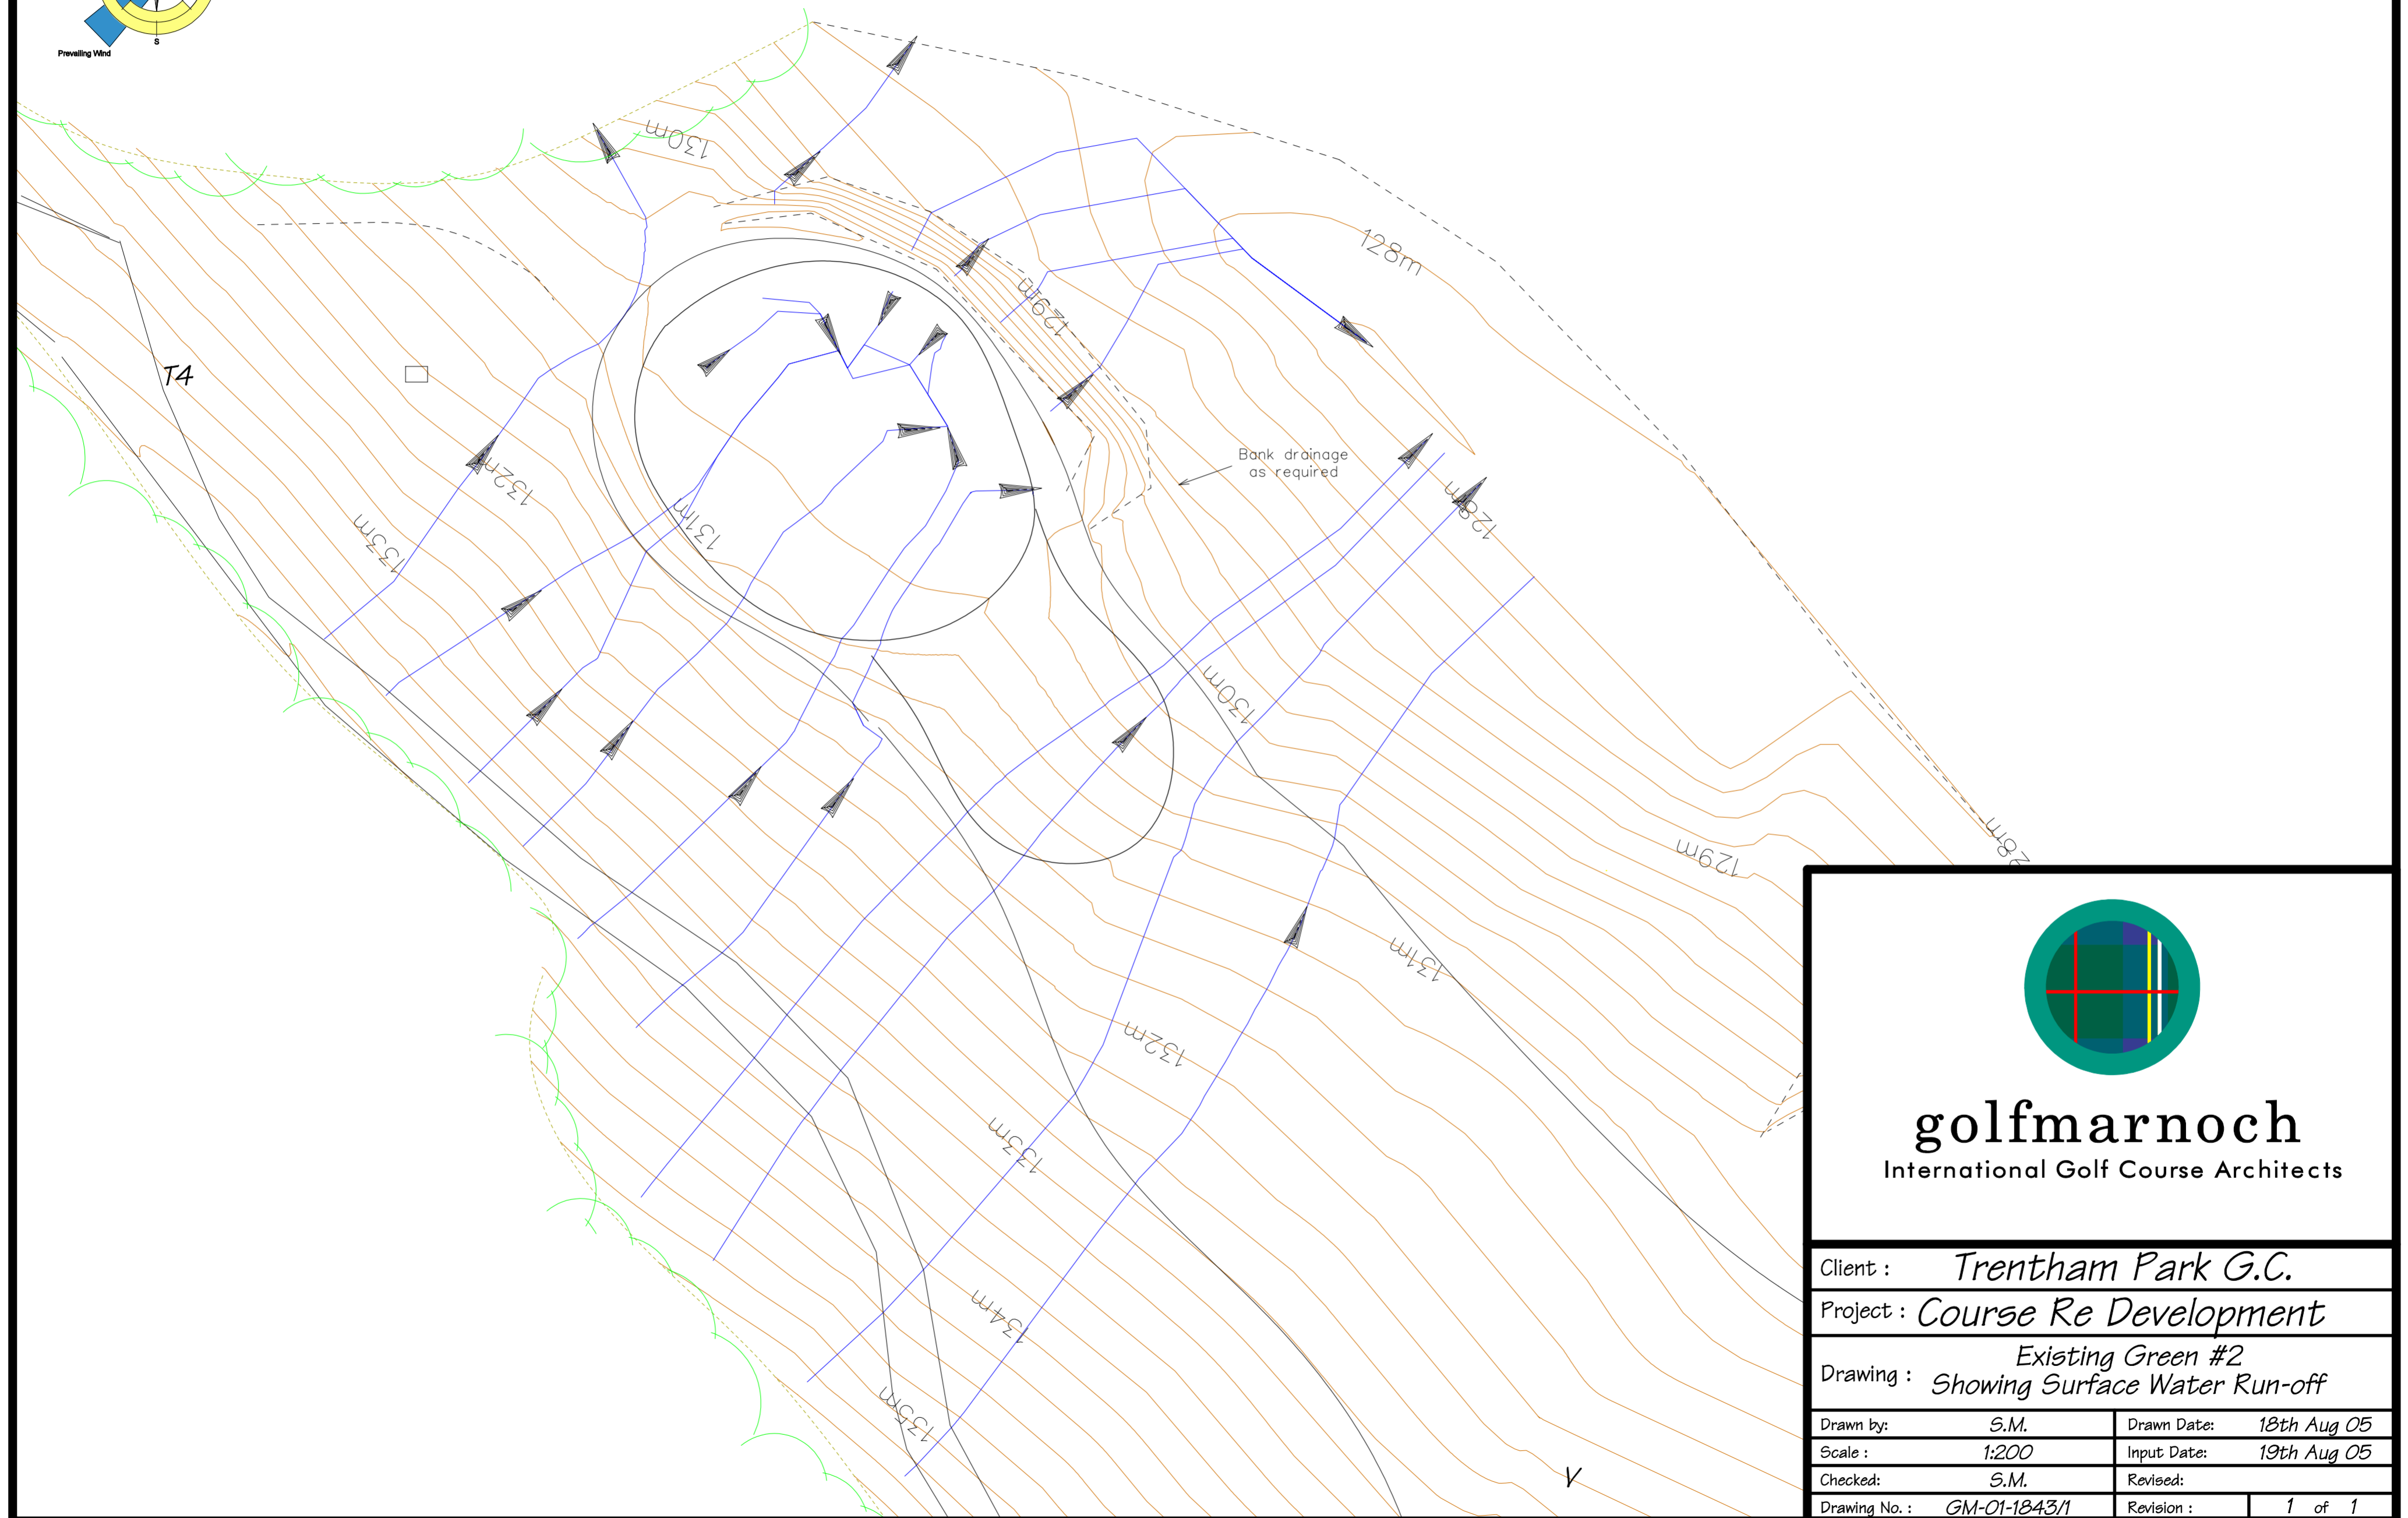 S
Prevailing Wind
130m
128m
129m
T4
132m
133m
131m
Bank drainage
as required
128m
130m
129m
131m
132m
133m
134m
135m
V
golfmarnoch
International Golf Course Architects
Client : Trentham Park G.C.
Project : Course Re Development
Drawing : Existing Green #2
Showing Surface Water Run-off
Drawn by: S.M. Drawn Date: 18th Aug 05
Scale : 1:200 Input Date: 19th Aug 05
Checked: S.M. Revised:
Drawing No. : GM-01-1843/1 Revision : 1 of 1